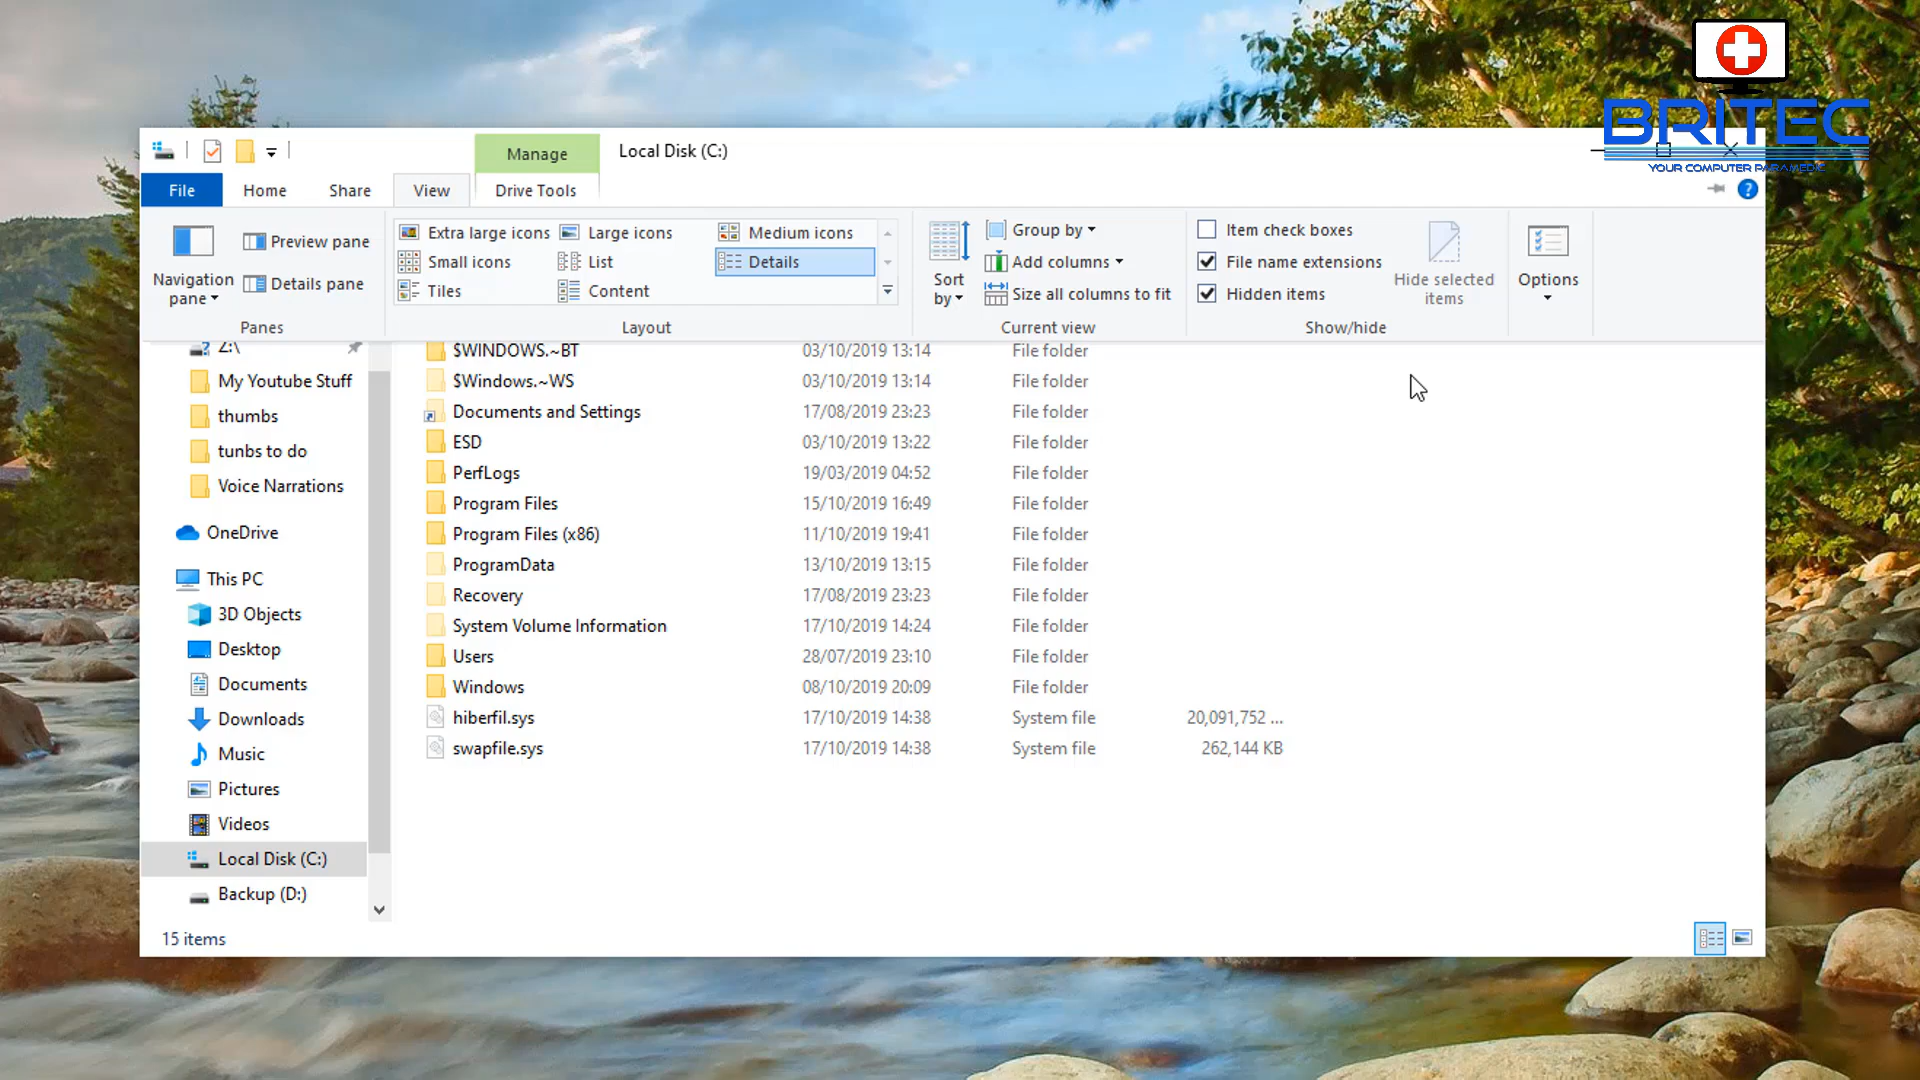 BRITEC
YOUR COMPUTER PARAMEDIC
Manage
Local Disk (C:)
File
Home
Share
View
Drive Tools
Navigation pane
Preview pane
Details pane
Panes
Extra large icons
Large icons
Medium icons
Small icons
List
Details
Tiles
Content
Layout
Sort by
Group by
Add columns
Size all columns to fit
Current view
Item check boxes
File name extensions
Hidden items
Hide selected items
Show/hide
Options
Z:\
My Youtube Stuff
thumbs
tunbs to do
Voice Narrations
OneDrive
This PC
3D Objects
Desktop
Documents
Downloads
Music
Pictures
Videos
Local Disk (C:)
Backup (D:)
$WINDOWS.~BT 03/10/2019 13:14 File folder
$Windows.~WS 03/10/2019 13:14 File folder
Documents and Settings 17/08/2019 23:23 File folder
ESD 03/10/2019 13:22 File folder
PerfLogs 19/03/2019 04:52 File folder
Program Files 15/10/2019 16:49 File folder
Program Files (x86) 11/10/2019 19:41 File folder
ProgramData 13/10/2019 13:15 File folder
Recovery 17/08/2019 23:23 File folder
System Volume Information 17/10/2019 14:24 File folder
Users 28/07/2019 23:10 File folder
Windows 08/10/2019 20:09 File folder
hiberfil.sys 17/10/2019 14:38 System file 20,091,752 ...
swapfile.sys 17/10/2019 14:38 System file 262,144 KB
15 items